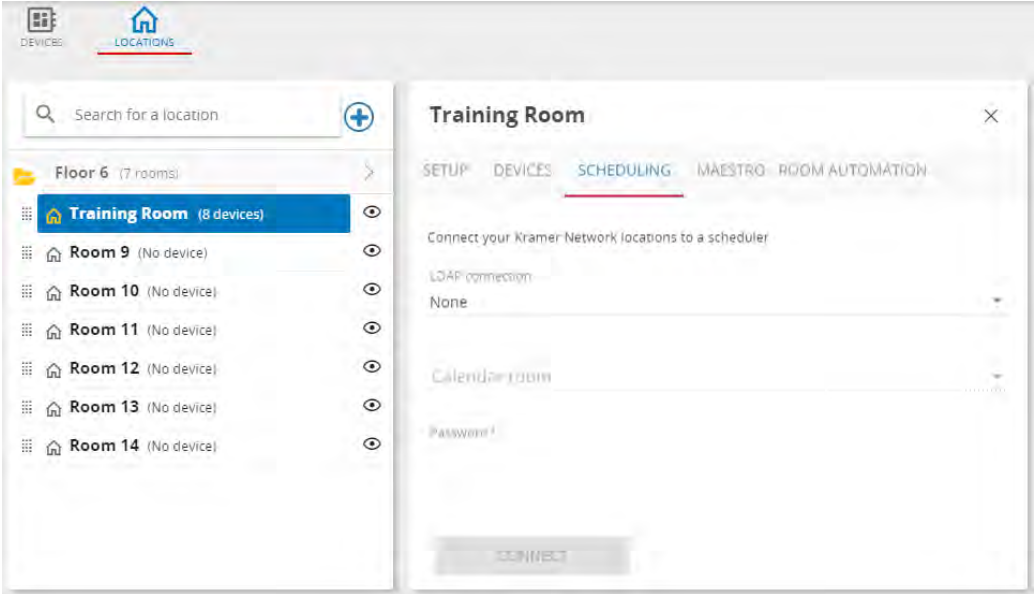 DEVICES
LOCATIONS
Search for a location
Floor 6 (7 rooms)
Training Room (8 devices)
Room 9 (No device)
Room 10 (No device)
Room 11 (No device)
Room 12 (No device)
Room 13 (No device)
Room 14 (No device)
Training Room
SETUP DEVICES SCHEDULING MAESTRO ROOM AUTOMATION
Connect your Kramer Network locations to a scheduler
LDAP connection
None
Calendar room
Password *
CONNECT